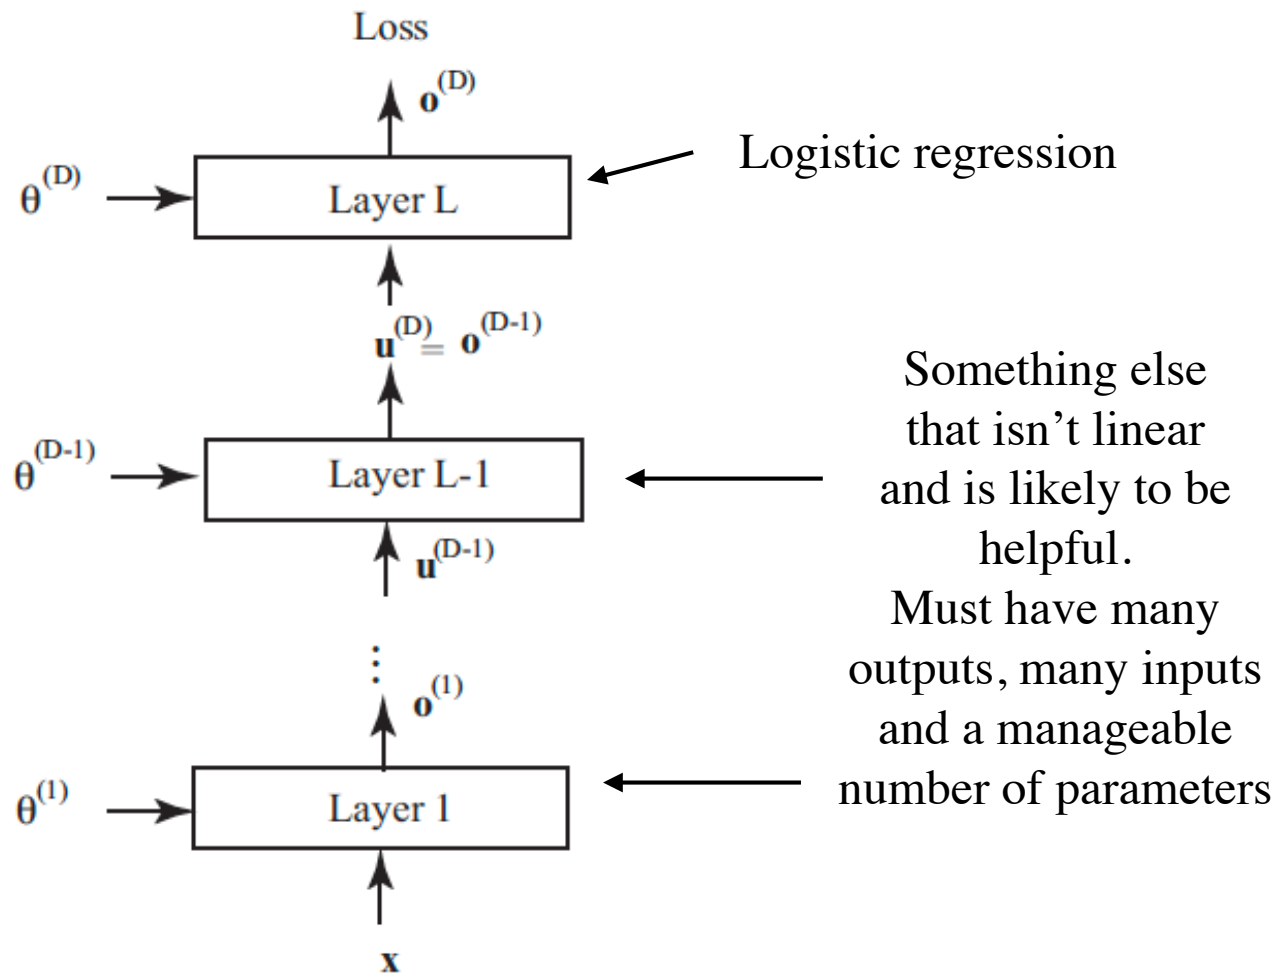 Loss
o^(D)
Logistic regression
θ^(D)
Layer L
u^(D) = o^(D-1)
Something else
that isn’t linear
and is likely to be
helpful.
Must have many
outputs, many inputs
and a manageable
number of parameters
θ^(D-1)
Layer L-1
u^(D-1)
⋮
o^(1)
θ^(1)
Layer 1
x